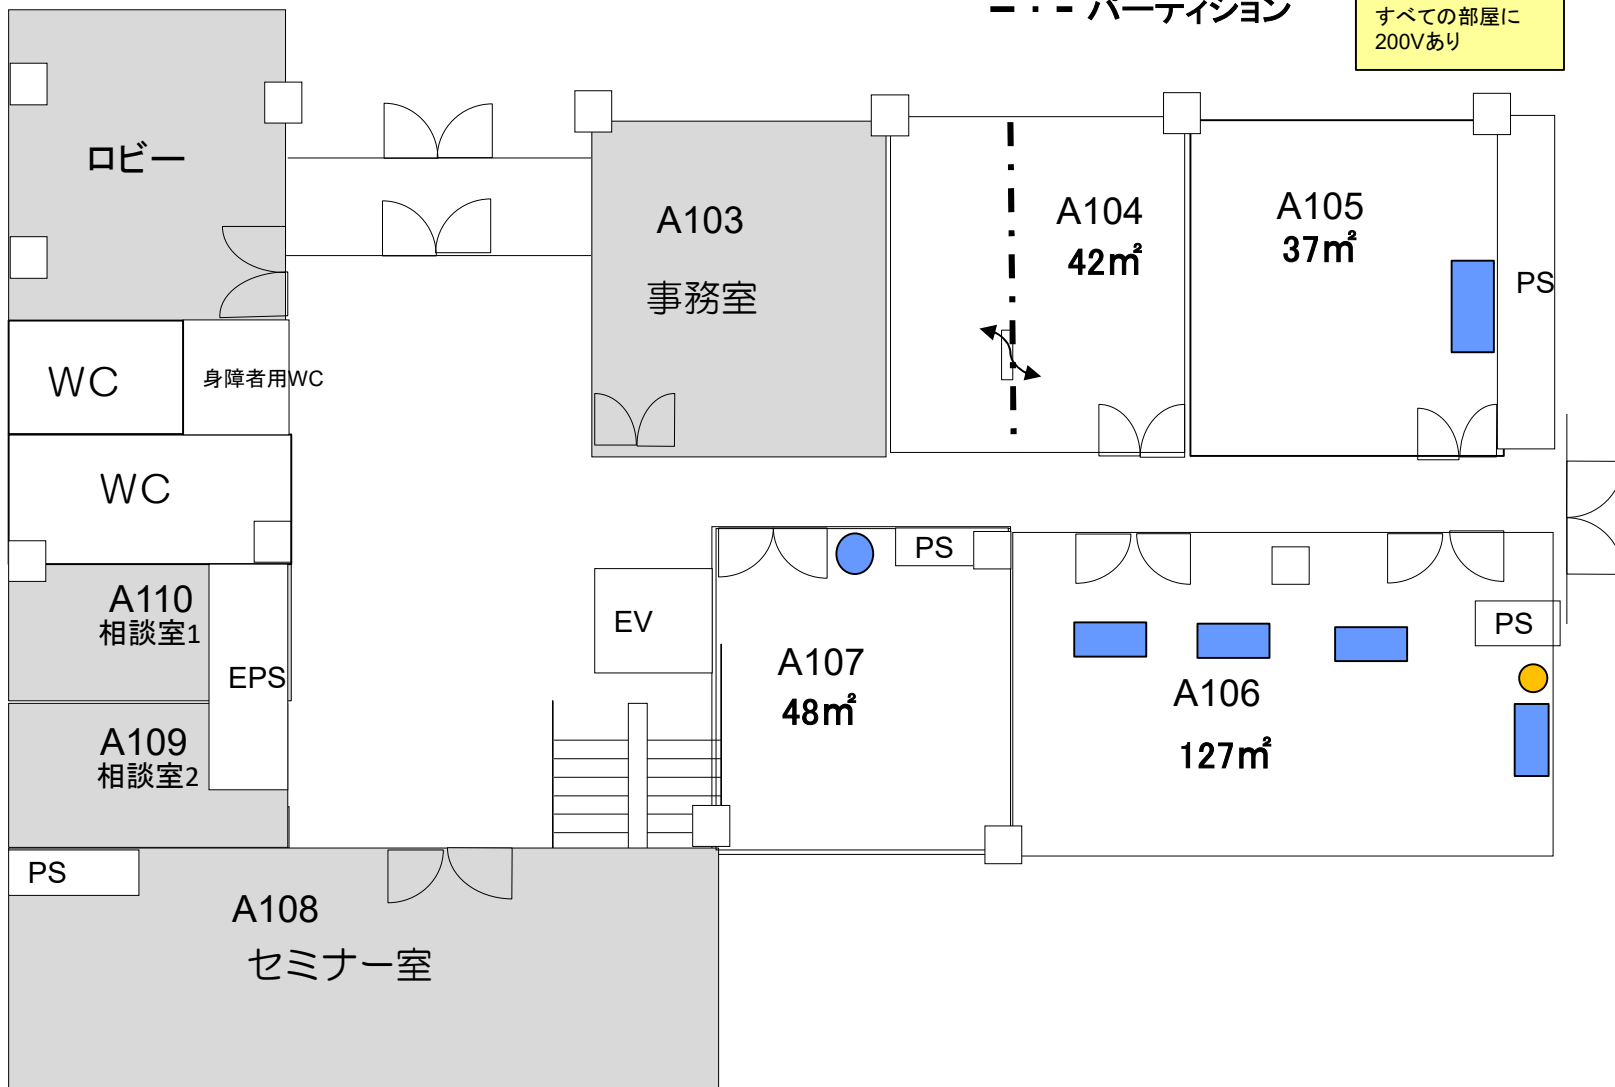 パーティション
すべての部屋に
200Vあり
ロビー
A103
事務室
A104
42㎡
A105
37㎡
PS
WC
身障者用WC
WC
PS
A110
相談室1
EPS
EV
A107
48㎡
PS
A106
127㎡
A109
相談室2
PS
A108
セミナー室